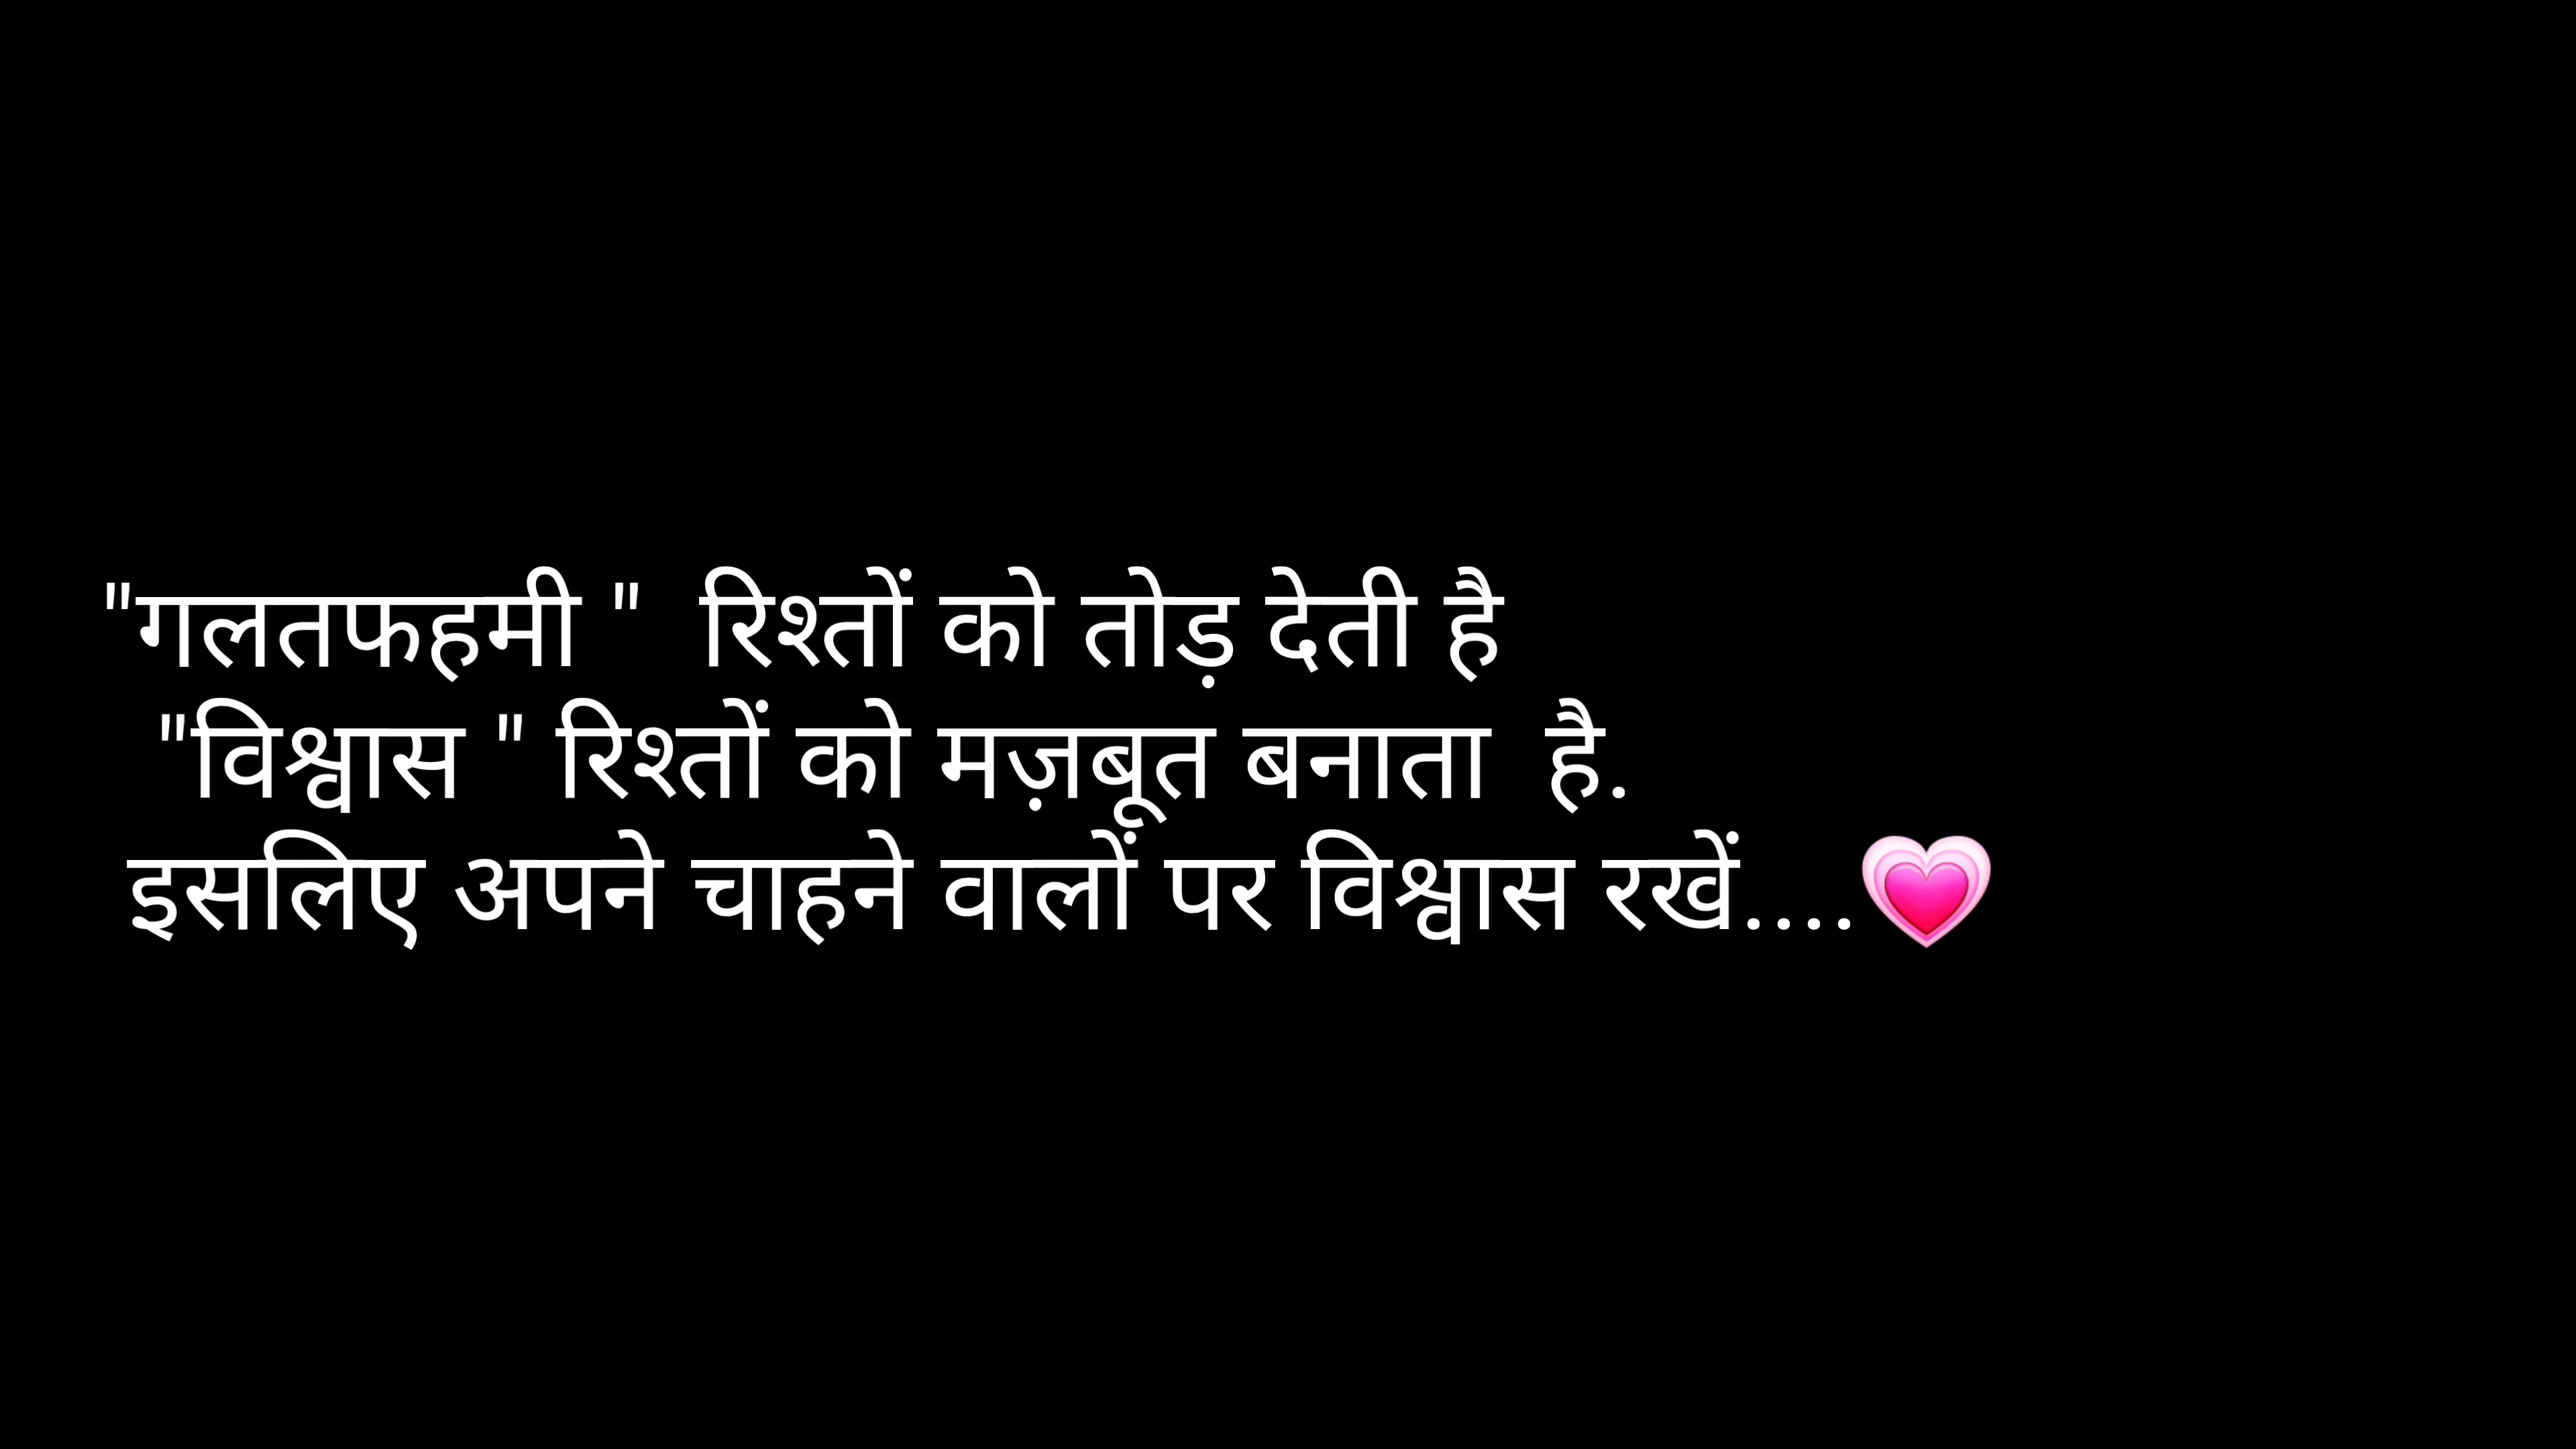 "गलतफहमी "  रिश्तों को तोड़ देती है
"विश्वास " रिश्तों को मज़बूत बनाता  है.
इसलिए अपने चाहने वालों पर विश्वास रखें....💗